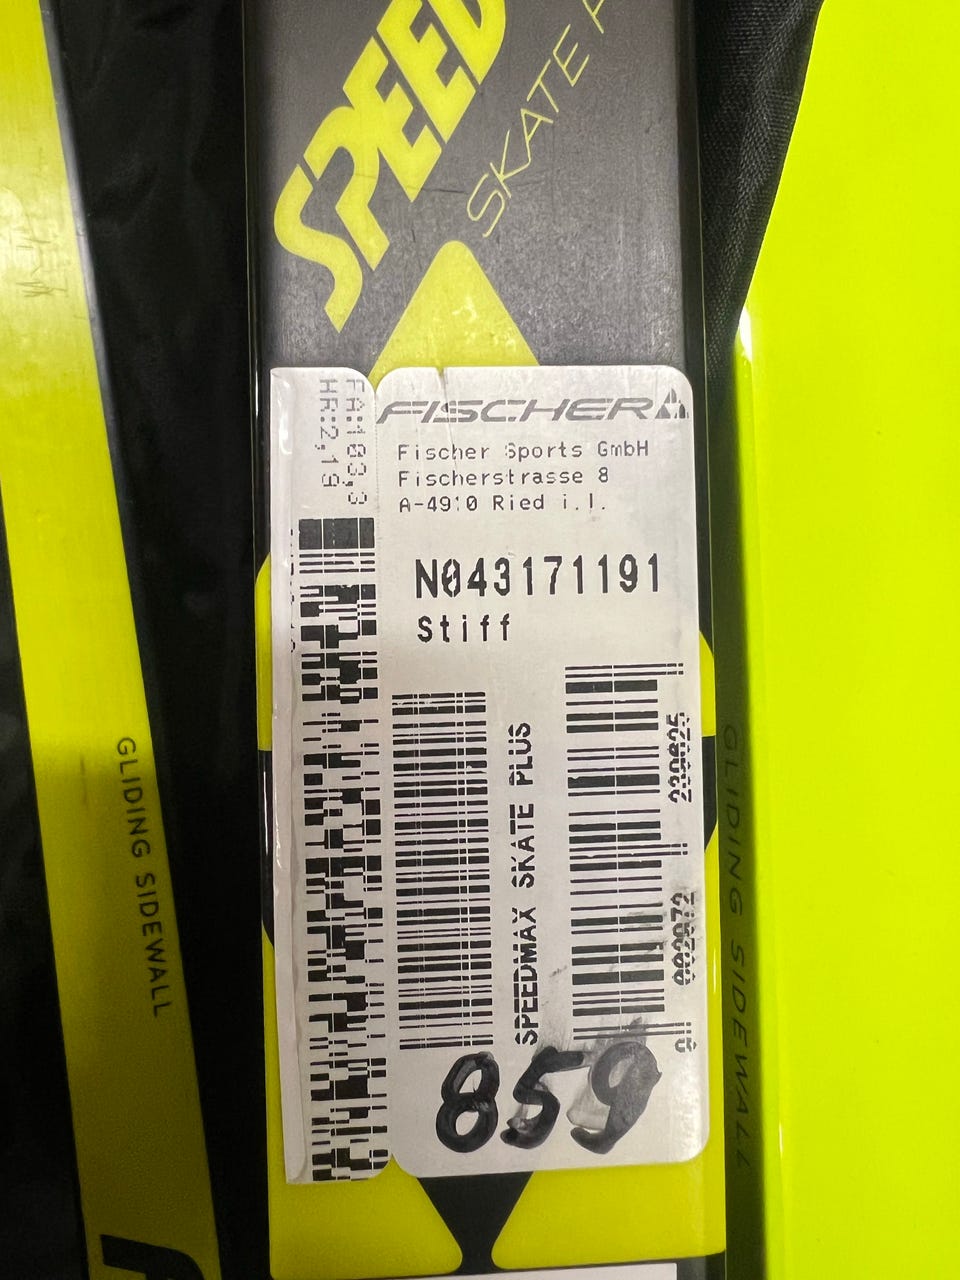 SPEED
SKATE
FA:103,3
HR:2,19
FISCHER
Fischer Sports GmbH
Fischerstrasse 8
A-4910 Ried i.I.
N043171191
Stiff
SPEEDMAX SKATE PLUS
859
GLIDING SIDEWALL
GLIDING SIDEWALL